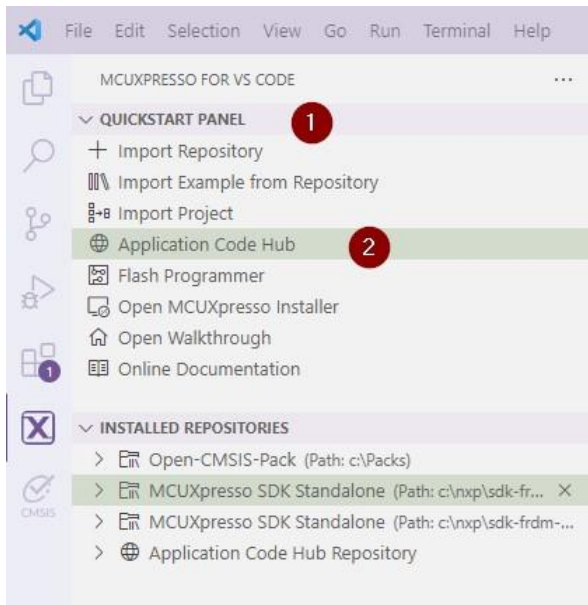 File Edit Selection View Go Run Terminal Help
MCUXPRESSO FOR VS CODE ...
QUICKSTART PANEL 1
Import Repository
Import Example from Repository
Import Project
Application Code Hub 2
Flash Programmer
Open MCUXpresso Installer
Open Walkthrough
Online Documentation
1
INSTALLED REPOSITORIES
Open-CMSIS-Pack (Path: c:\Packs)
MCUXpresso SDK Standalone (Path: c:\nxp\sdk-fr...
MCUXpresso SDK Standalone (Path: c:\nxp\sdk-frdm-...
Application Code Hub Repository
CMSIS